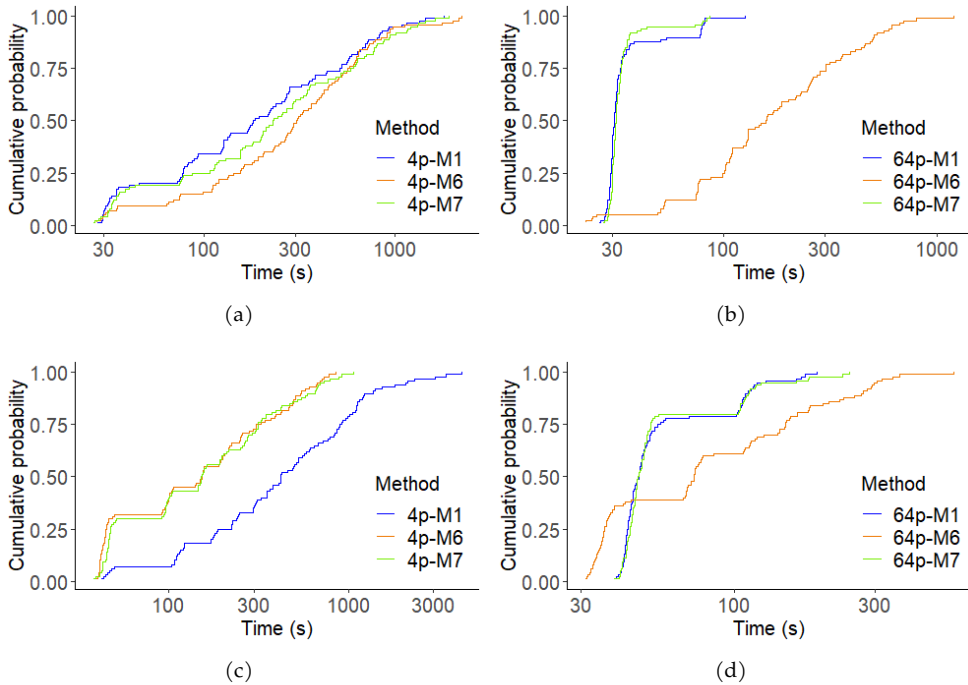 Cumulative probability
1.00
0.75
0.50
0.25
0.00
Method
4p-M1
4p-M6
4p-M7
30 100 300 1000
Time (s)
(a)
Cumulative probability
1.00
0.75
0.50
0.25
0.00
Method
64p-M1
64p-M6
64p-M7
30 100 300 1000
Time (s)
(b)
Cumulative probability
1.00
0.75
0.50
0.25
0.00
Method
4p-M1
4p-M6
4p-M7
100 300 1000 3000
Time (s)
(c)
Cumulative probability
1.00
0.75
0.50
0.25
0.00
Method
64p-M1
64p-M6
64p-M7
30 100 300
Time (s)
(d)